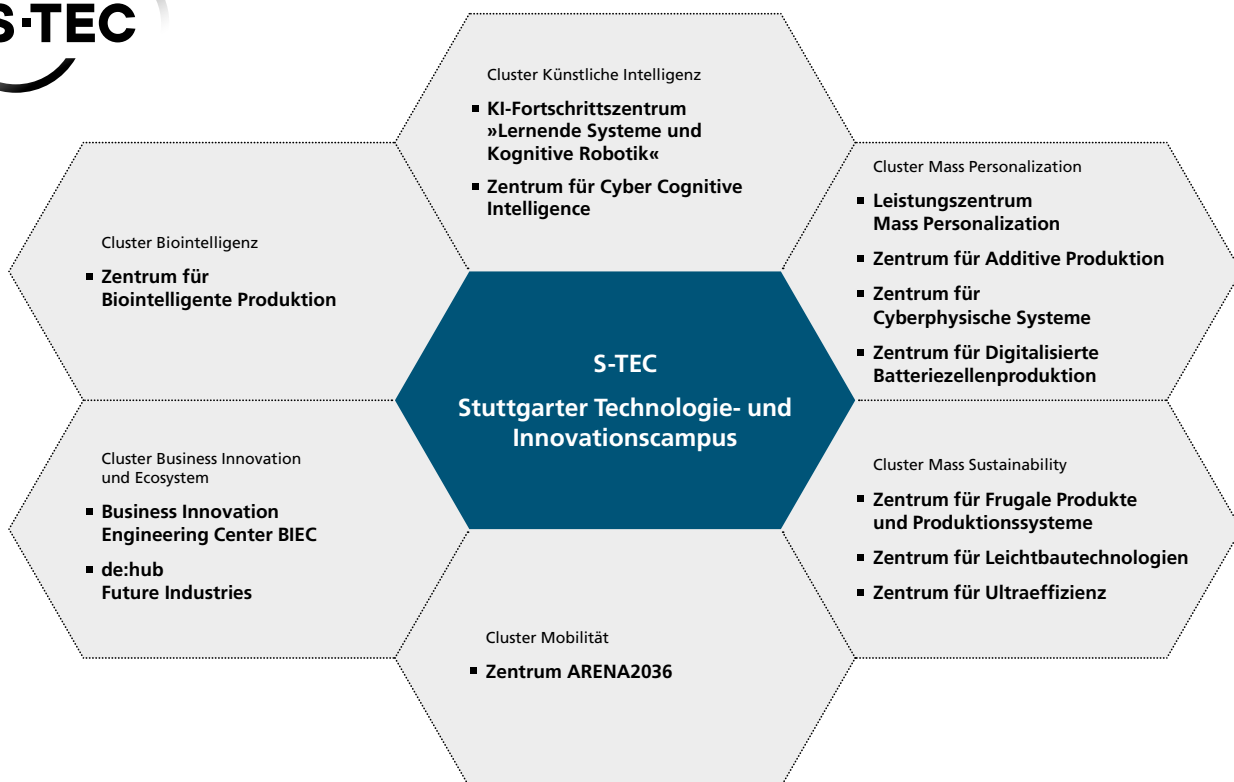 S·TEC
Cluster Künstliche Intelligenz
▪ KI-Fortschrittszentrum
»Lernende Systeme und
Kognitive Robotik«
▪ Zentrum für Cyber Cognitive
Intelligence
Cluster Mass Personalization
▪ Leistungszentrum
Mass Personalization
▪ Zentrum für Additive Produktion
▪ Zentrum für
Cyberphysische Systeme
▪ Zentrum für Digitalisierte
Batteriezellenproduktion
Cluster Biointelligenz
▪ Zentrum für
Biointelligente Produktion
S-TEC
Stuttgarter Technologie- und
Innovationscampus
Cluster Business Innovation
und Ecosystem
▪ Business Innovation
Engineering Center BIEC
▪ de:hub
Future Industries
Cluster Mass Sustainability
▪ Zentrum für Frugale Produkte
und Produktionssysteme
▪ Zentrum für Leichtbautechnologien
▪ Zentrum für Ultraeffizienz
Cluster Mobilität
▪ Zentrum ARENA2036